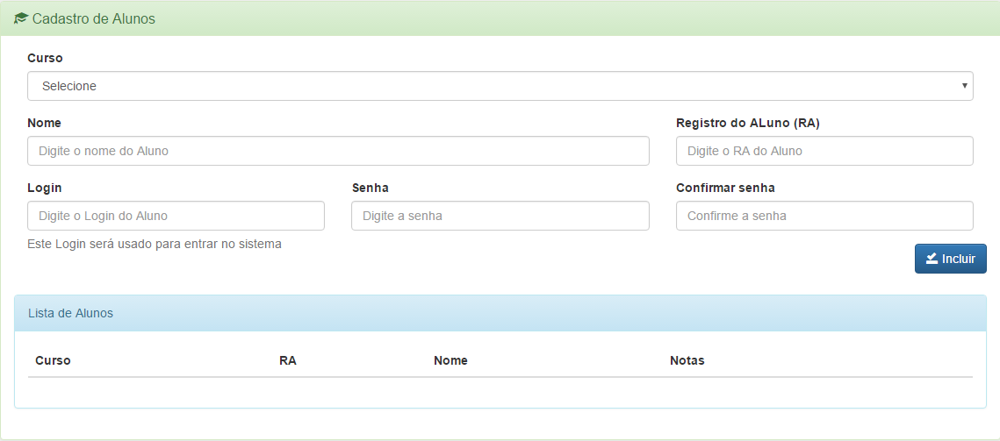 Cadastro de Alunos
Curso
Selecione
Nome Registro do ALuno (RA)
Digite o nome do Aluno Digite o RA do Aluno
Login Senha Confirmar senha
Digite o Login do Aluno Digite a senha Confirme a senha
Este Login será usado para entrar no sistema
Incluir
Lista de Alunos
Curso RA Nome Notas